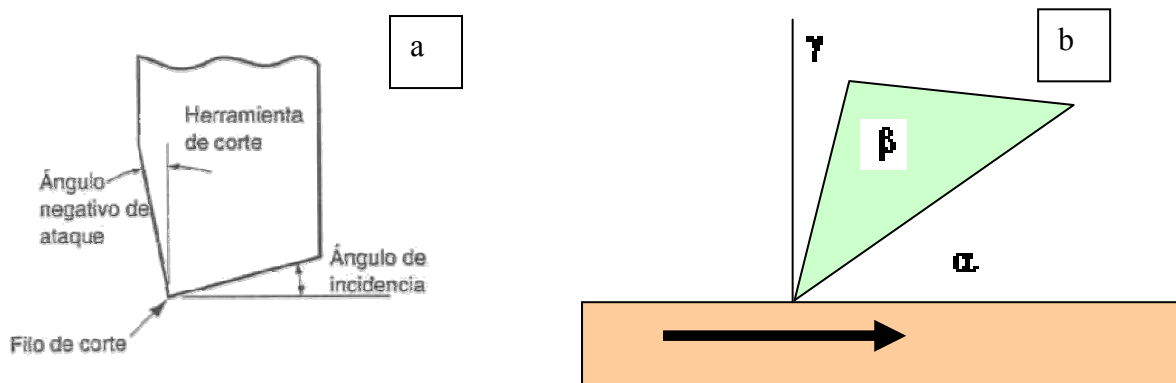 a
Herramienta
de corte
Ángulo
negativo de
ataque
Ángulo de
incidencia
Filo de corte
b
γ
β
α